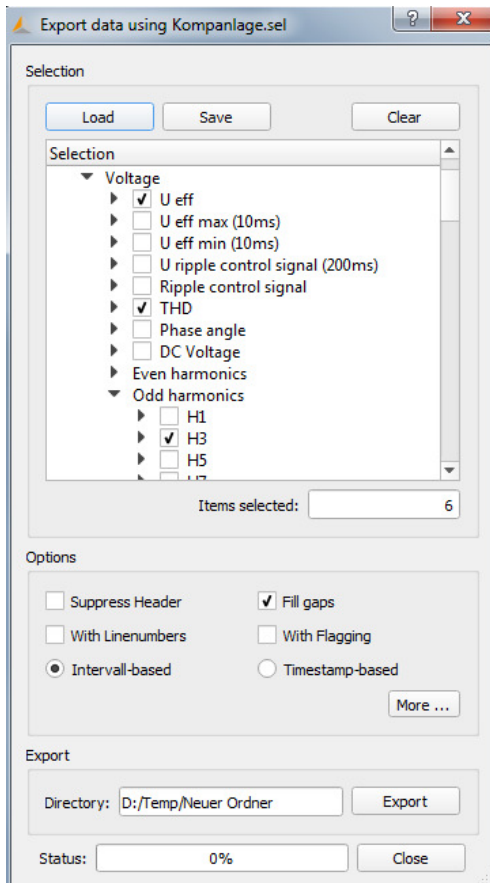 Export data using Kompanlage.sel
Selection
Load Save Clear
Selection
Voltage
U eff
U eff max (10ms)
U eff min (10ms)
U ripple control signal (200ms)
Ripple control signal
THD
Phase angle
DC Voltage
Even harmonics
Odd harmonics
H1
H3
H5
H7
Items selected: 6
Options
Suppress Header Fill gaps
With Linenumbers With Flagging
Intervall-based Timestamp-based
More ...
Export
Directory: D:/Temp/Neuer Ordner Export
Status: 0% Close